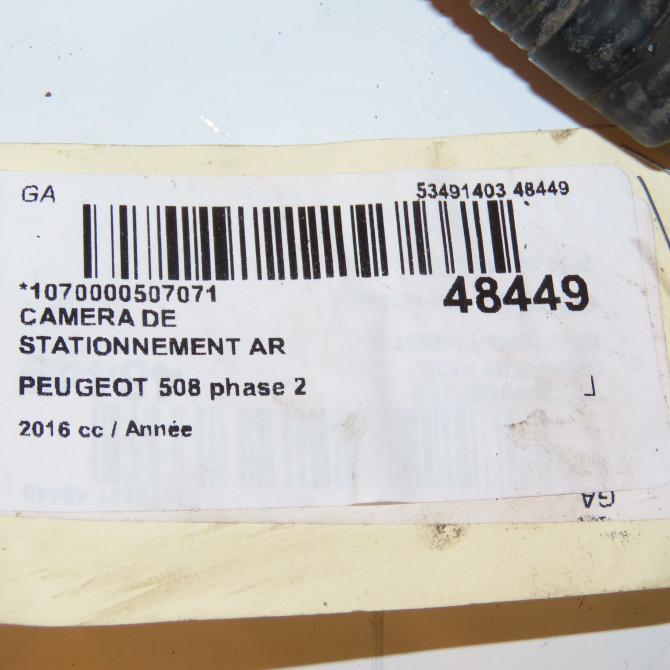 GA
53491403 48449
*1070000507071
48449
CAMERA DE
STATIONNEMENT AR
PEUGEOT 508 phase 2
2016 cc / Année
GA